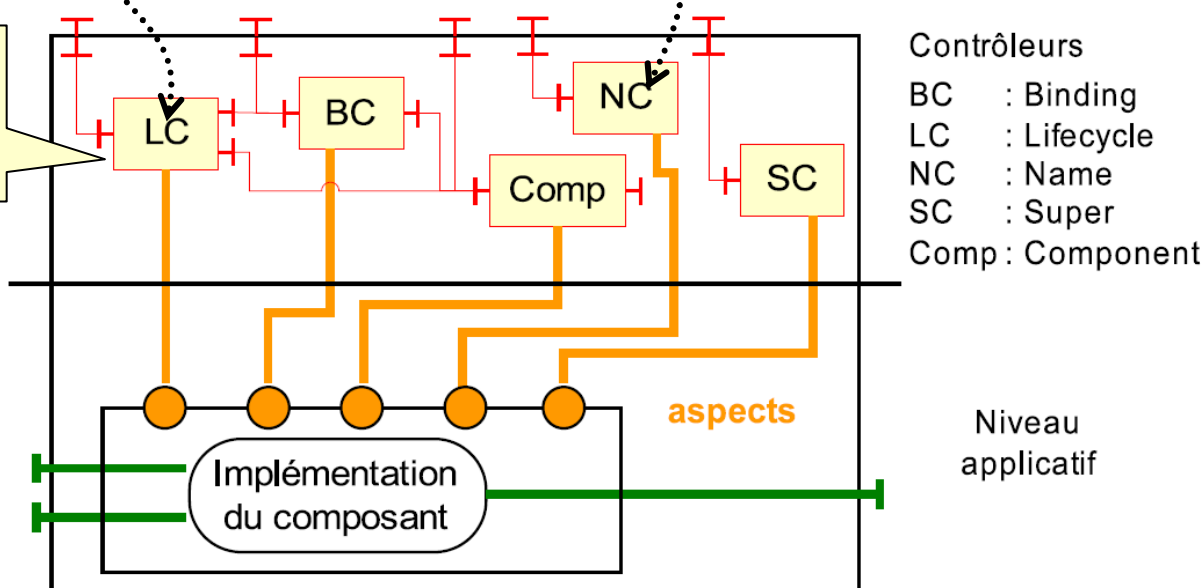 LC
BC
NC
Comp
SC
Contrôleurs
BC : Binding
LC : Lifecycle
NC : Name
SC : Super
Comp : Component
aspects
Niveau
applicatif
Implémentation
du composant